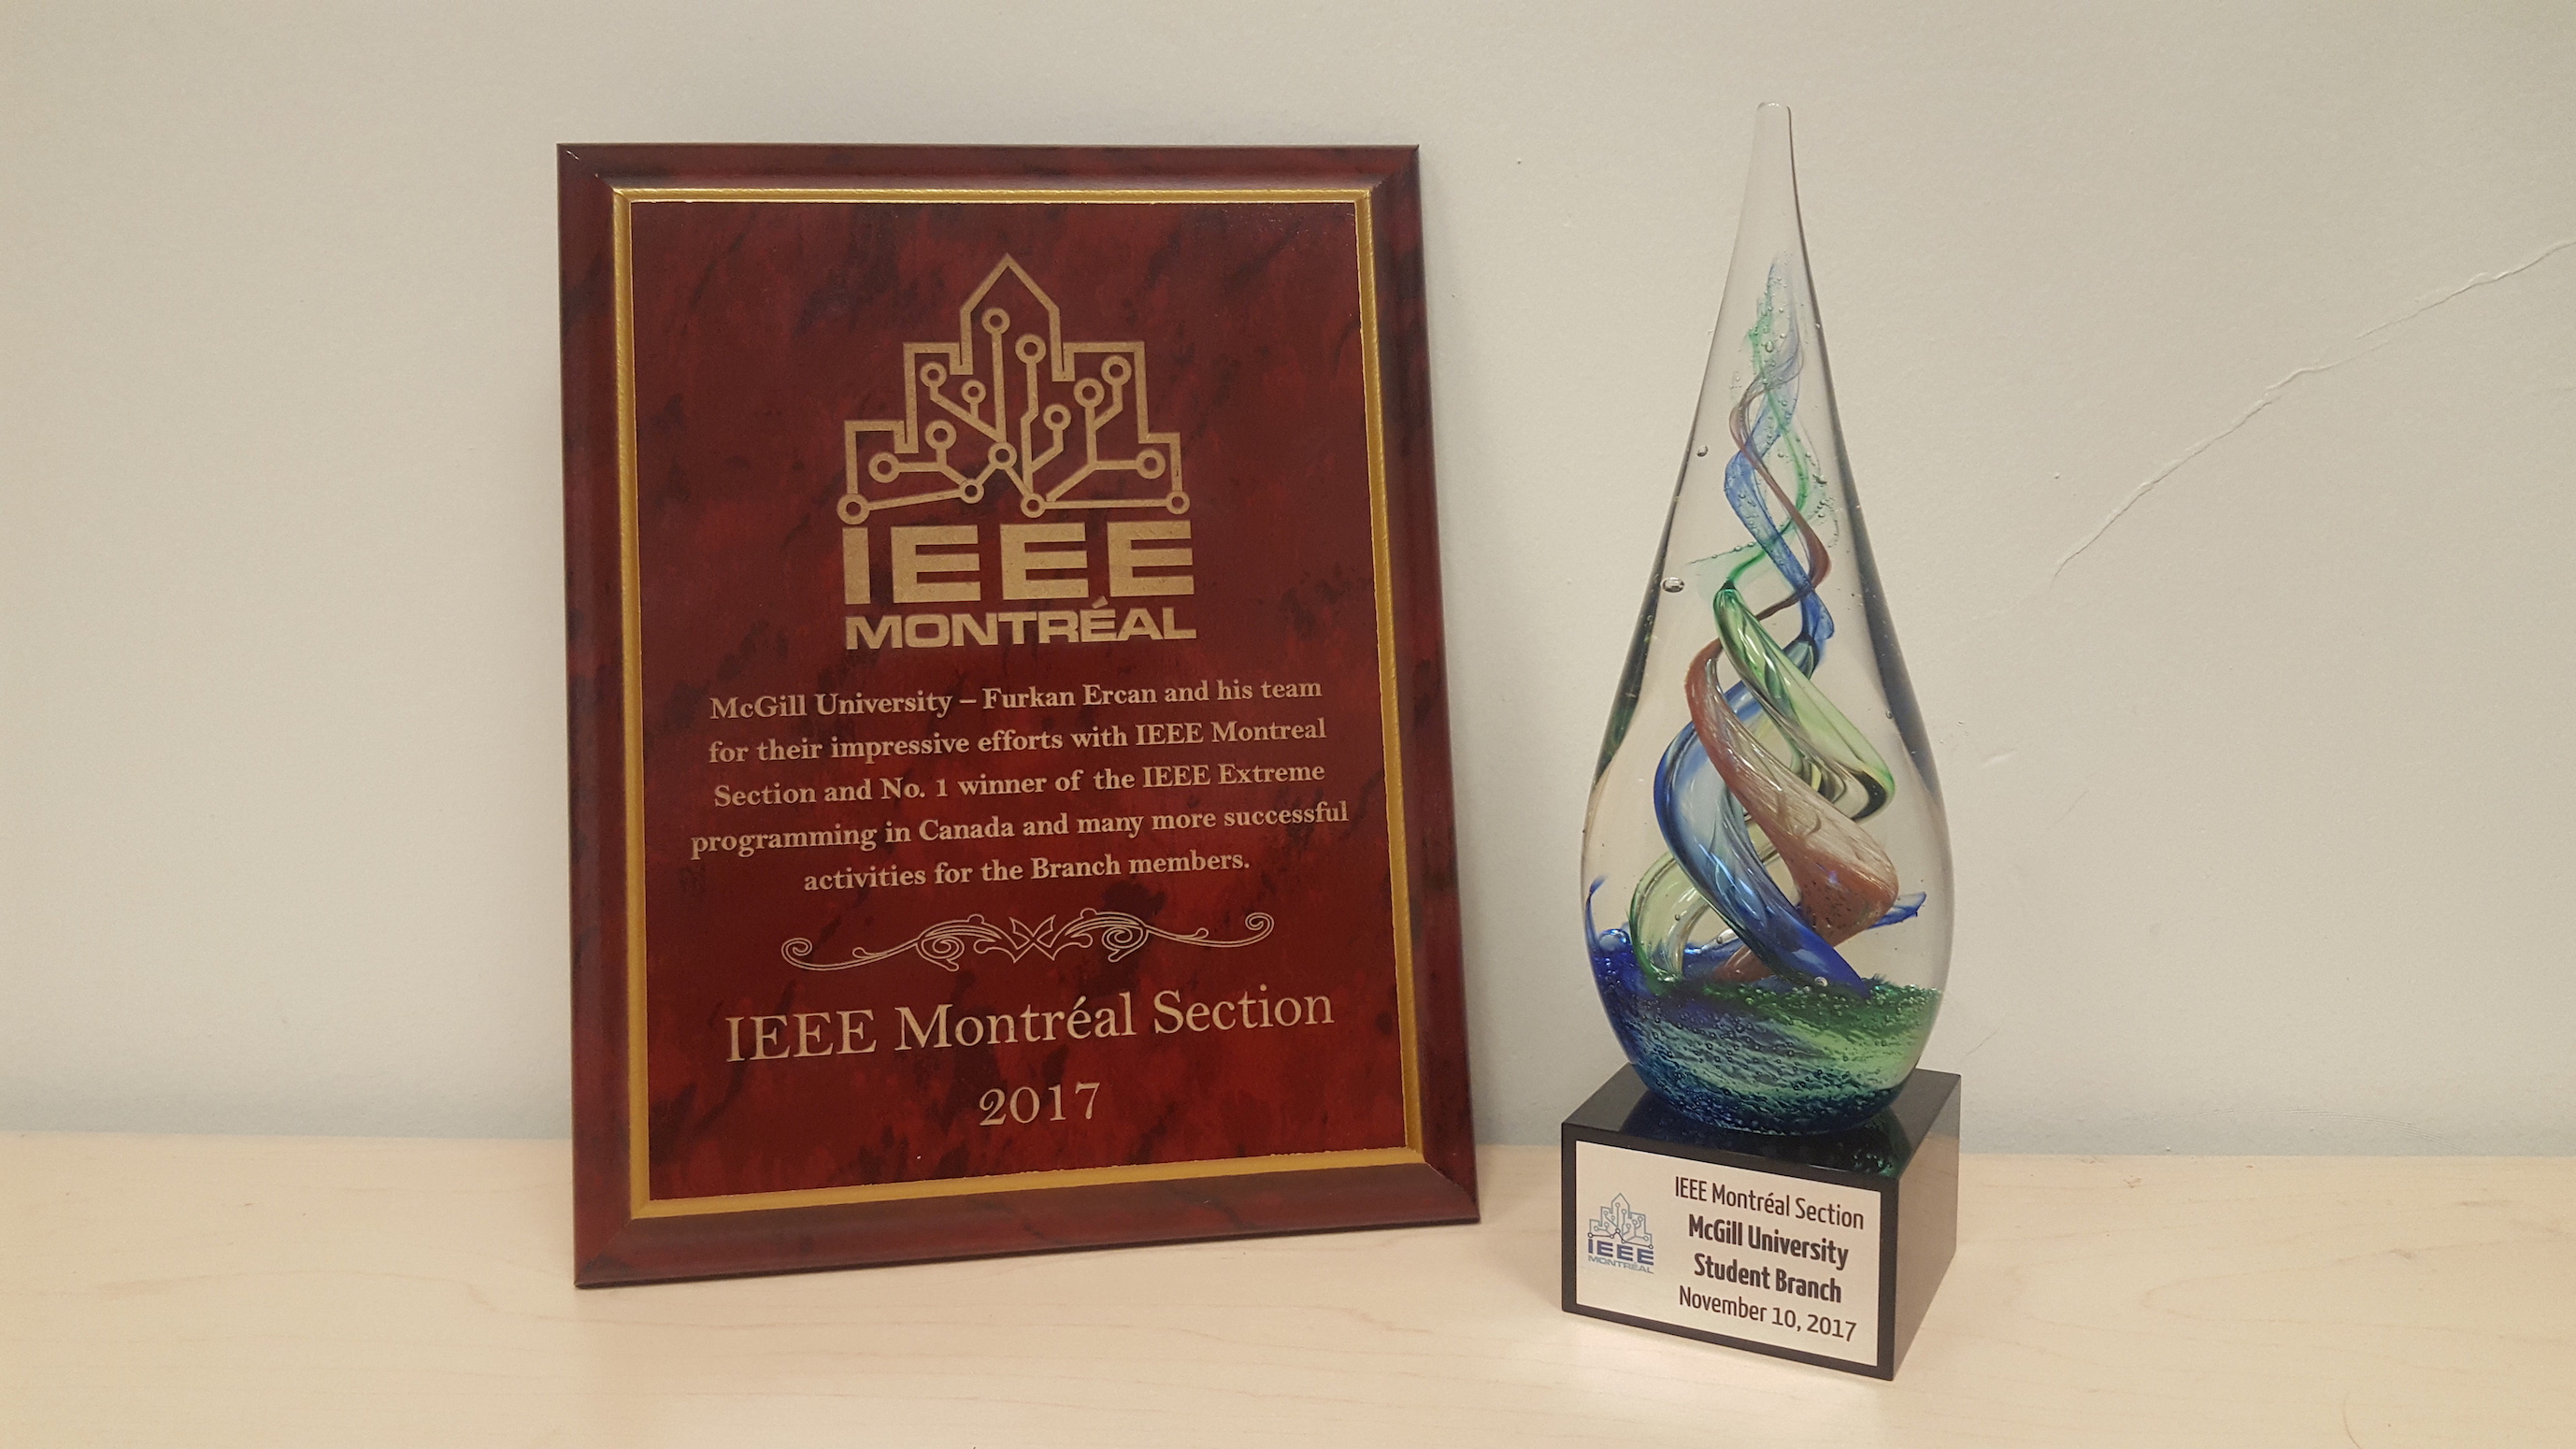 IEEE
MONTRÉAL
McGill University – Furkan Ercan and his team
for their impressive efforts with IEEE Montreal
Section and No. 1 winner of the IEEE Extreme
programming in Canada and many more successful
activities for the Branch members.
IEEE Montréal Section
2017
IEEE
MONTRÉAL
IEEE Montréal Section
McGill University
Student Branch
November 10, 2017